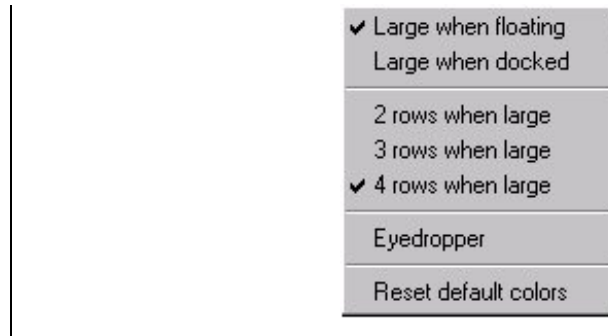 Large when floating
Large when docked
2 rows when large
3 rows when large
4 rows when large
Eyedropper
Reset default colors